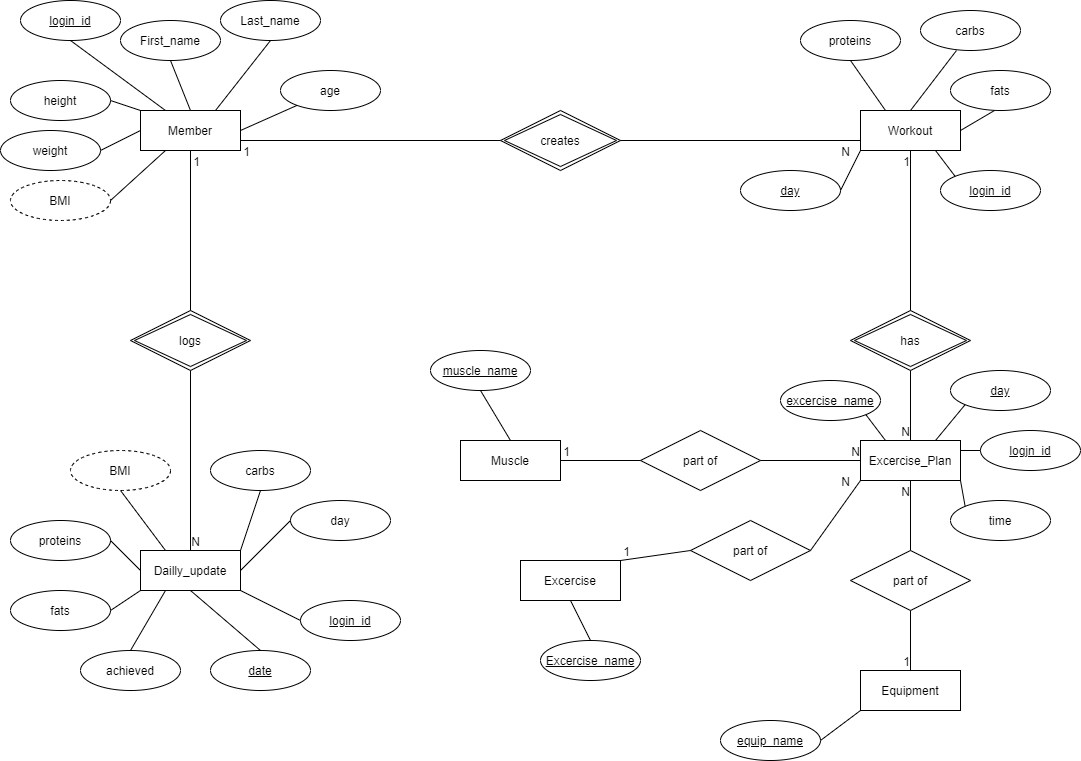 login_id
First_name
Last_name
age
height
weight
BMI
Member
1
1
creates
N
proteins
carbs
fats
Workout
day
login_id
1
logs
has
muscle_name
excercise_name
day
login_id
time
N
Muscle
1
part of
N
Excercise_Plan
N
N
BMI
carbs
day
proteins
N
Dailly_update
fats
login_id
achieved
date
1
part of
Excercise
Excercise_name
part of
1
Equipment
equip_name